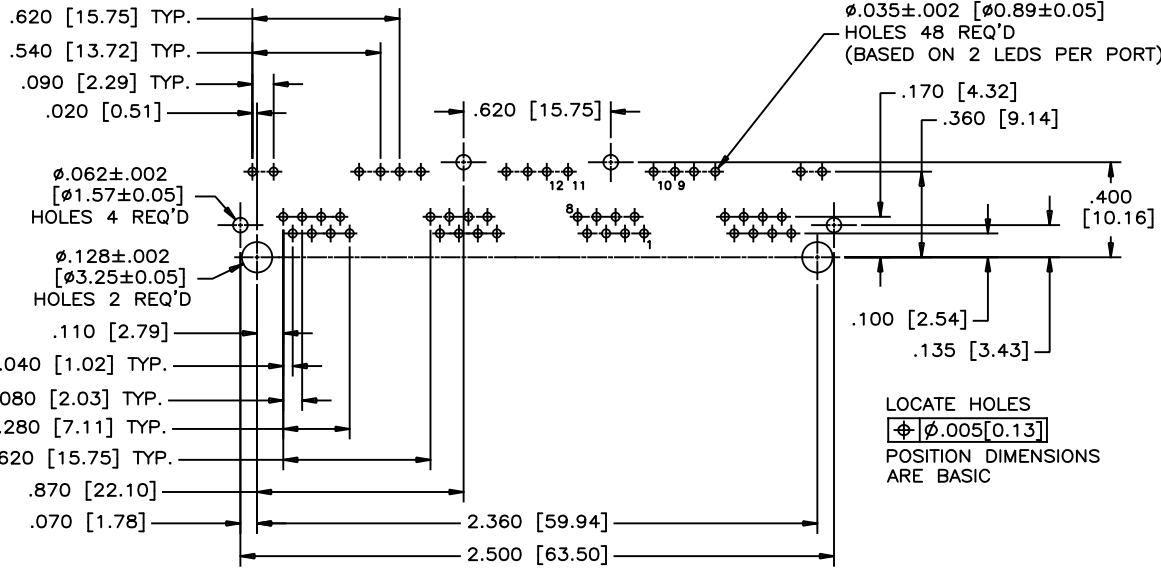 .620 [15.75] TYP.
.540 [13.72] TYP.
.090 [2.29] TYP.
.020 [0.51]
.620 [15.75]
ø.035±.002 [ø0.89±0.05]
HOLES 48 REQ'D
(BASED ON 2 LEDS PER PORT)
.170 [4.32]
.360 [9.14]
.400
[10.16]
ø.062±.002
[ø1.57±0.05]
HOLES 4 REQ'D
12 11
10 9
8
1
ø.128±.002
[ø3.25±0.05]
HOLES 2 REQ'D
.110 [2.79]
.040 [1.02] TYP.
.080 [2.03] TYP.
.280 [7.11] TYP.
.620 [15.75] TYP.
.870 [22.10]
.070 [1.78]
2.360 [59.94]
2.500 [63.50]
.100 [2.54]
.135 [3.43]
LOCATE HOLES
⌖ ø.005[0.13]
POSITION DIMENSIONS
ARE BASIC